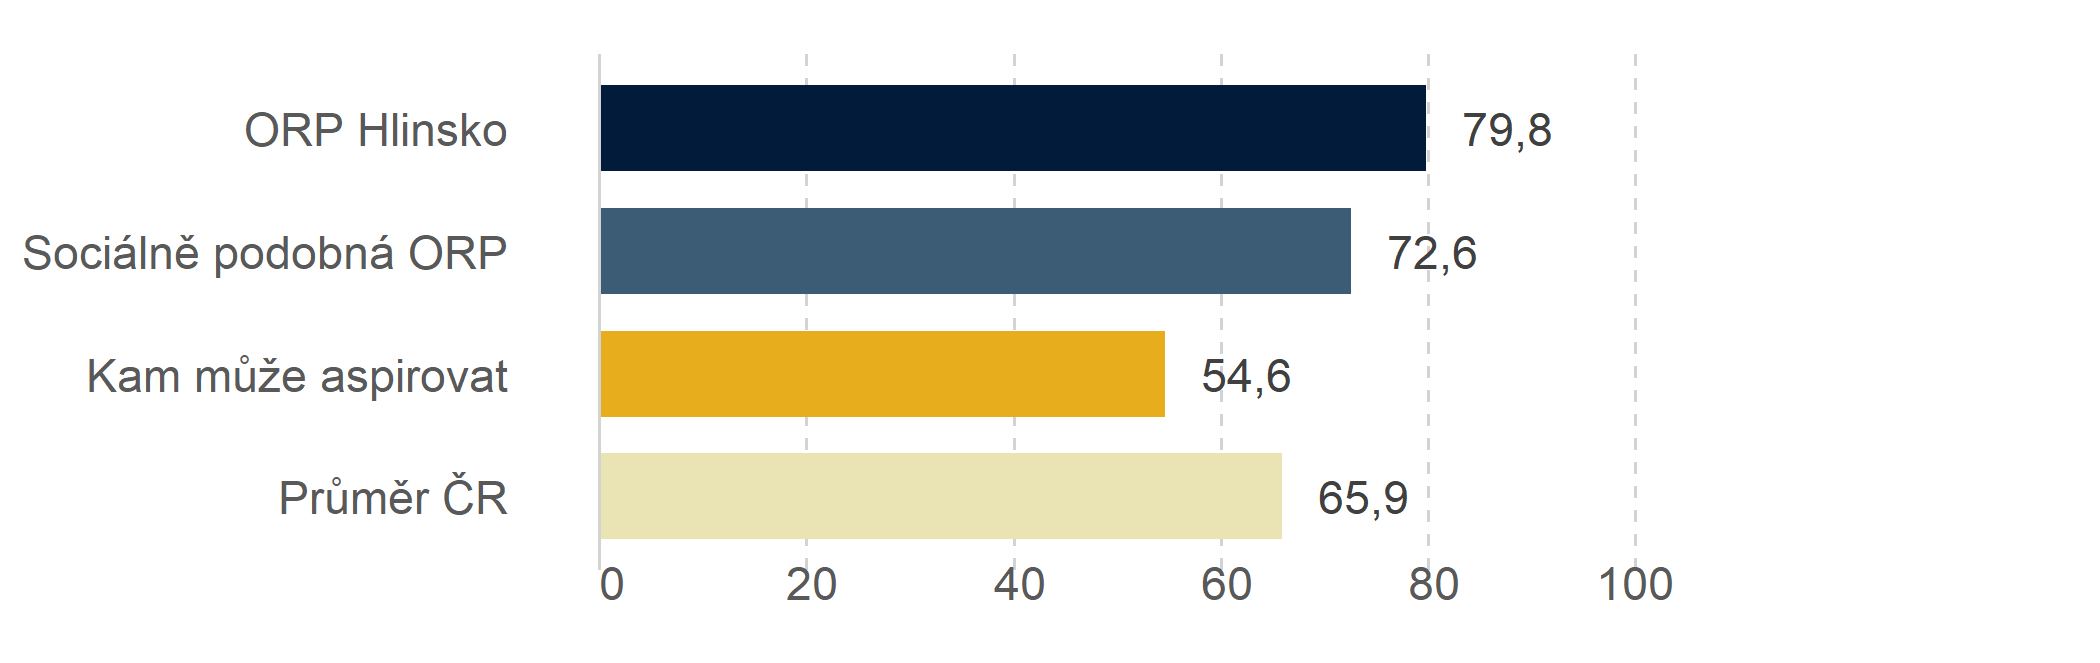 ORP Hlinsko 79,8
Sociálně podobná ORP 72,6
Kam může aspirovat 54,6
Průměr ČR 65,9
0 20 40 60 80 100